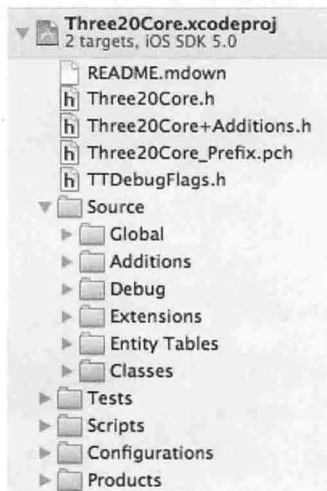 Three20Core.xcodeproj
2 targets, iOS SDK 5.0
README.mdown
h Three20Core.h
h Three20Core+Additions.h
h Three20Core_Prefix.pch
h TTDebugFlags.h
Source
Global
Additions
Debug
Extensions
Entity Tables
Classes
Tests
Scripts
Configurations
Products